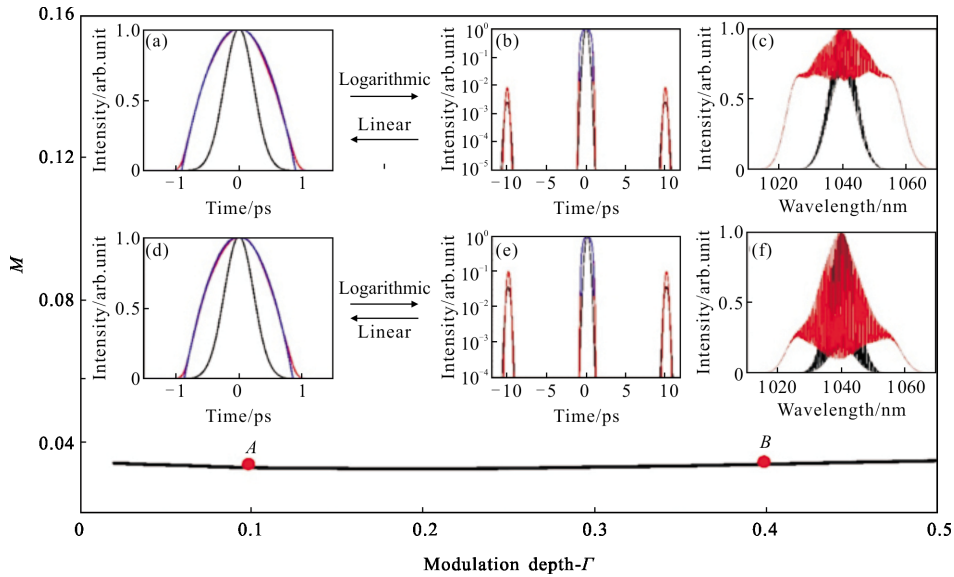 0.16
0.12
0.08
0.04
M
(a)
Intensity/arb.unit
1.0
0.5
0
−1 0 1
Time/ps
Logarithmic
Linear
(b)
Intensity/arb.unit
10⁰
10⁻¹
10⁻²
10⁻³
10⁻⁴
10⁻⁵
−10 −5 0 5 10
Time/ps
(c)
Intensity/arb.unit
1.0
0.5
0
1020 1040 1060
Wavelength/nm
(d)
Intensity/arb.unit
1.0
0.5
0
−1 0 1
Time/ps
Logarithmic
Linear
(e)
Intensity/arb.unit
10⁰
10⁻¹
10⁻²
10⁻³
10⁻⁴
−10 −5 0 5 10
Time/ps
(f)
Intensity/arb.unit
1.0
0.5
0
1020 1040 1060
Wavelength/nm
A
B
0 0.1 0.2 0.3 0.4 0.5
Modulation depth-Γ